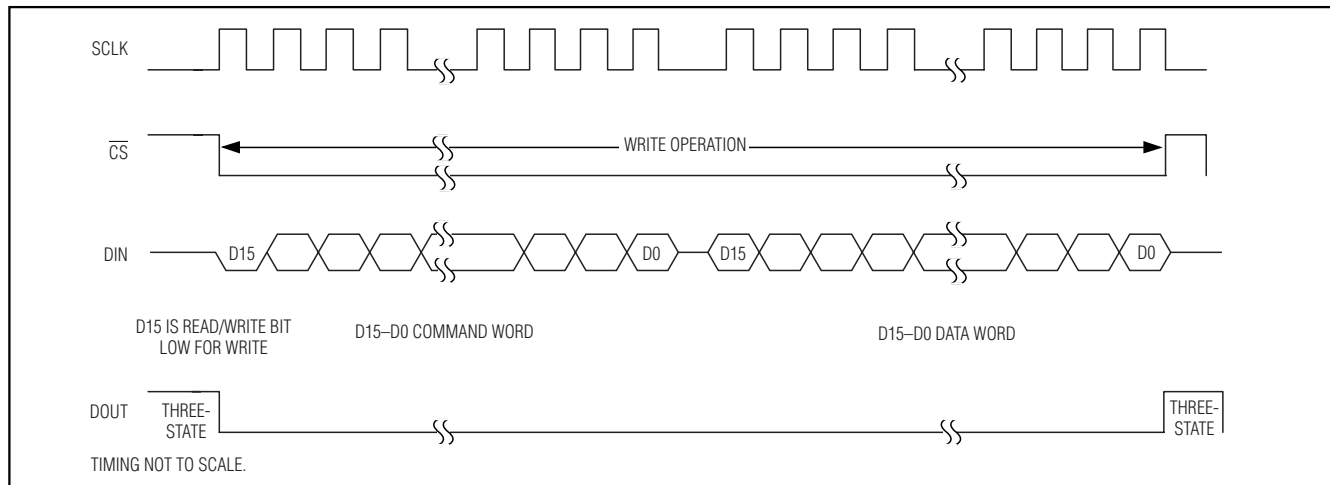 SCLK
C̅S̅
WRITE OPERATION
DIN
D15
D0
D15
D0
D15 IS READ/WRITE BIT
LOW FOR WRITE
D15–D0 COMMAND WORD
D15–D0 DATA WORD
DOUT
THREE-
STATE
THREE-
STATE
TIMING NOT TO SCALE.